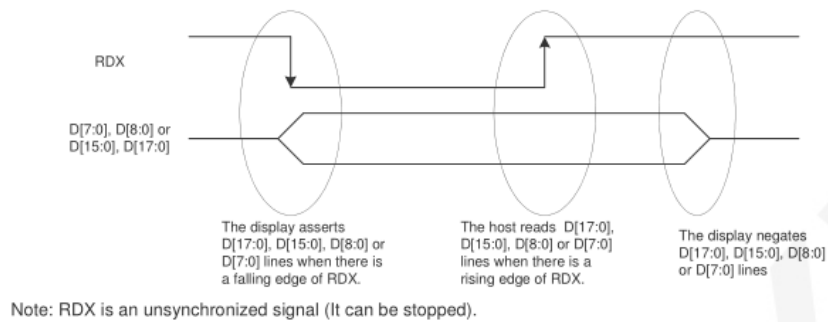 RDX
D[7:0], D[8:0] or
D[15:0], D[17:0]
The display asserts
D[17:0], D[15:0], D[8:0] or
D[7:0] lines when there is
a falling edge of RDX.
The host reads D[17:0],
D[15:0], D[8:0] or D[7:0]
lines when there is a
rising edge of RDX.
The display negates
D[17:0], D[15:0], D[8:0]
or D[7:0] lines
Note: RDX is an unsynchronized signal (It can be stopped).